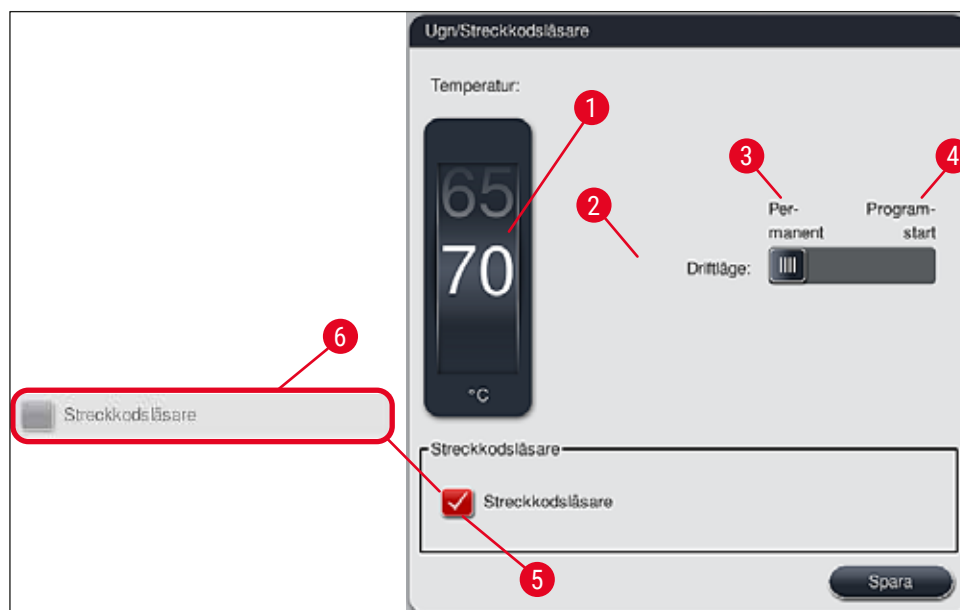 Ugn/Streckkodsläsare
Temperatur:
1
3
4
65
2
Per-
manent
Program-
start
70
Driftläge:
6
°C
Streckkodsläsare
Streckkodsläsare
Streckkodsläsare
5
Spara